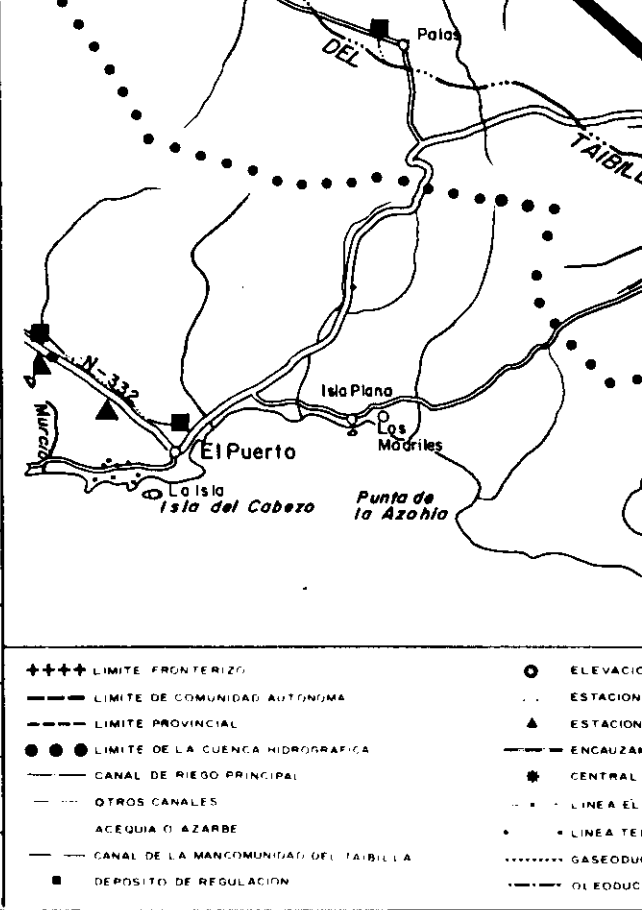 Palas
DEL
TAIBILL
N-332
Murcia
Isla Plana
Los
Madriles
El Puerto
La Isla
Isla del Cabezo
Punta de
la Azohia
LIMITE FRONTERIZO
LIMITE DE COMUNIDAD AUTONOMA
LIMITE PROVINCIAL
LIMITE DE LA CUENCA HIDROGRAFICA
CANAL DE RIEGO PRINCIPAL
OTROS CANALES
ACEQUIA O AZARBE
CANAL DE LA MANCOMUNIDAD DEL TAIBILLA
DEPOSITO DE REGULACION
ELEVACIO
ESTACION
ESTACION
ENCAUZAM
CENTRAL
LINEA EL
LINEA TE
GASEODUC
OLEODUC